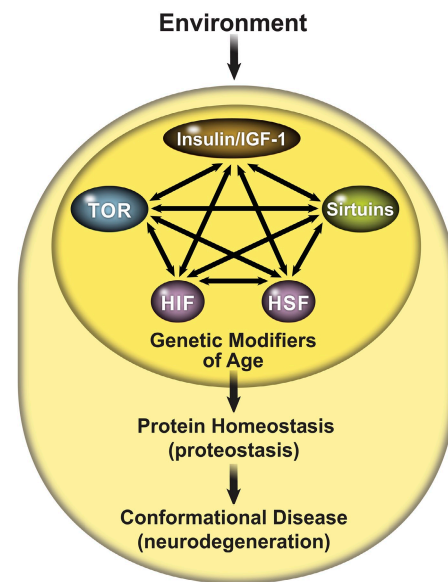 Environment
Insulin/IGF-1
TOR
Sirtuins
HIF
HSF
Genetic Modifiers
of Age
Protein Homeostasis
(proteostasis)
Conformational Disease
(neurodegeneration)